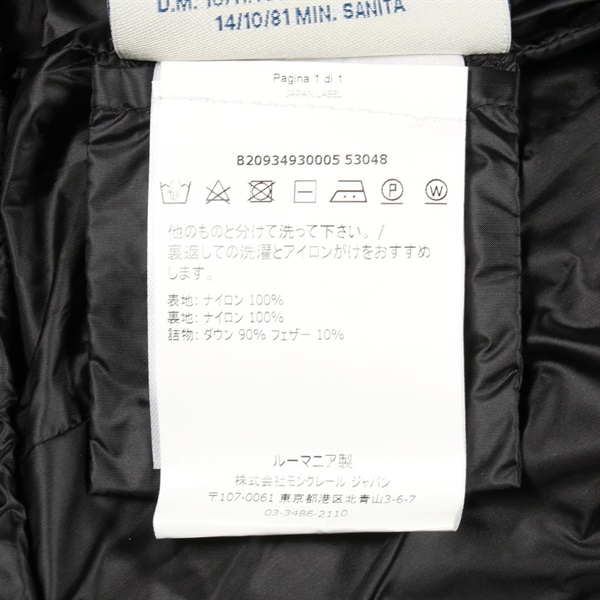 14/10/81 MIN. SANITA
Pagina 1 di 1
JAPAN LABEL
B20934930005 53048
P W
他のものと分けて洗って下さい。/
裏返しての洗濯とアイロンがけをおすすめ
します。
表地: ナイロン 100%
裏地: ナイロン 100%
詰物: ダウン 90% フェザー 10%
ルーマニア製
株式会社モンクレール ジャパン
〒107-0061 東京都港区北青山3-6-7
03-3486-2110